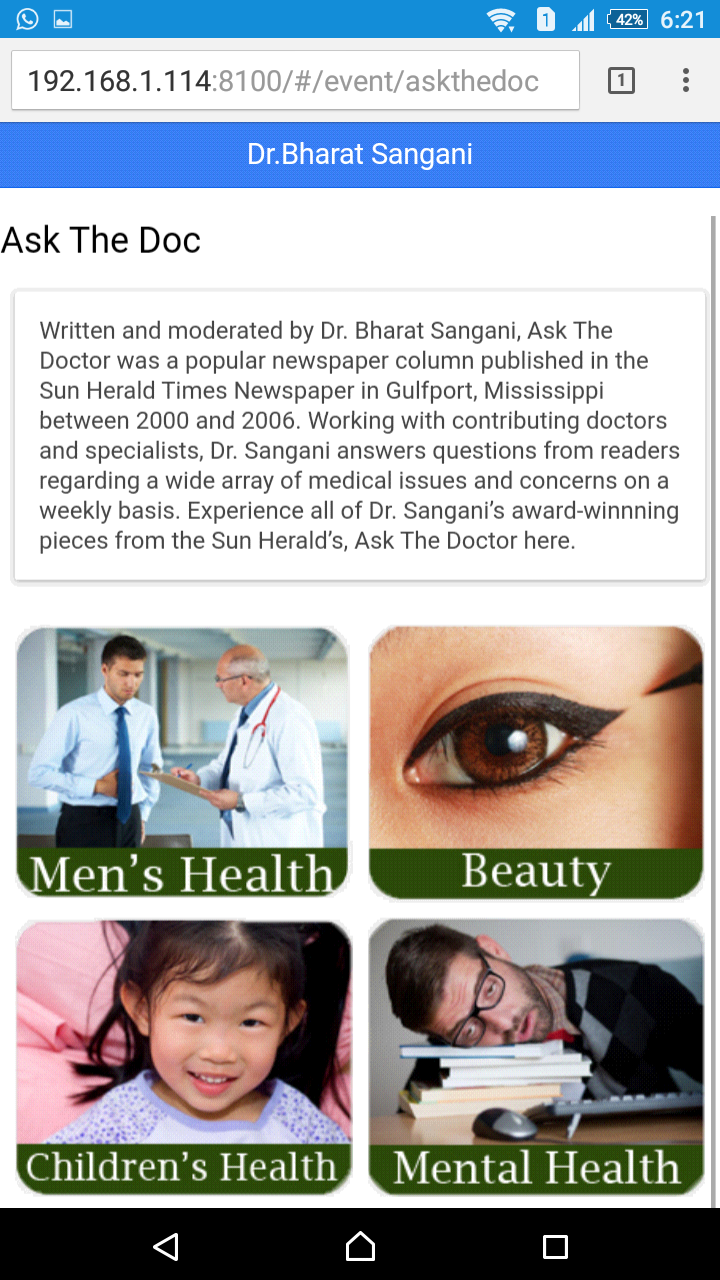 1 42% 6:21
192.168.1.114:8100/#/event/askthedoc 1
Dr.Bharat Sangani
Ask The Doc
Written and moderated by Dr. Bharat Sangani, Ask The
Doctor was a popular newspaper column published in the
Sun Herald Times Newspaper in Gulfport, Mississippi
between 2000 and 2006. Working with contributing doctors
and specialists, Dr. Sangani answers questions from readers
regarding a wide array of medical issues and concerns on a
weekly basis. Experience all of Dr. Sangani’s award-winnning
pieces from the Sun Herald’s, Ask The Doctor here.
Men’s Health
Beauty
Children’s Health
Mental Health